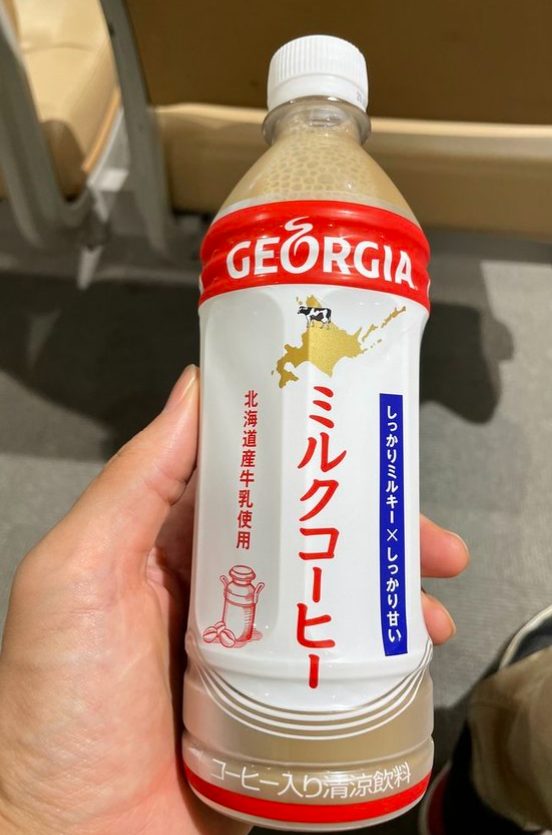 GEORGIA
ミルクコーヒー
北海道産牛乳使用
しっかりミルキー×しっかり甘い
コーヒー入り清涼飲料